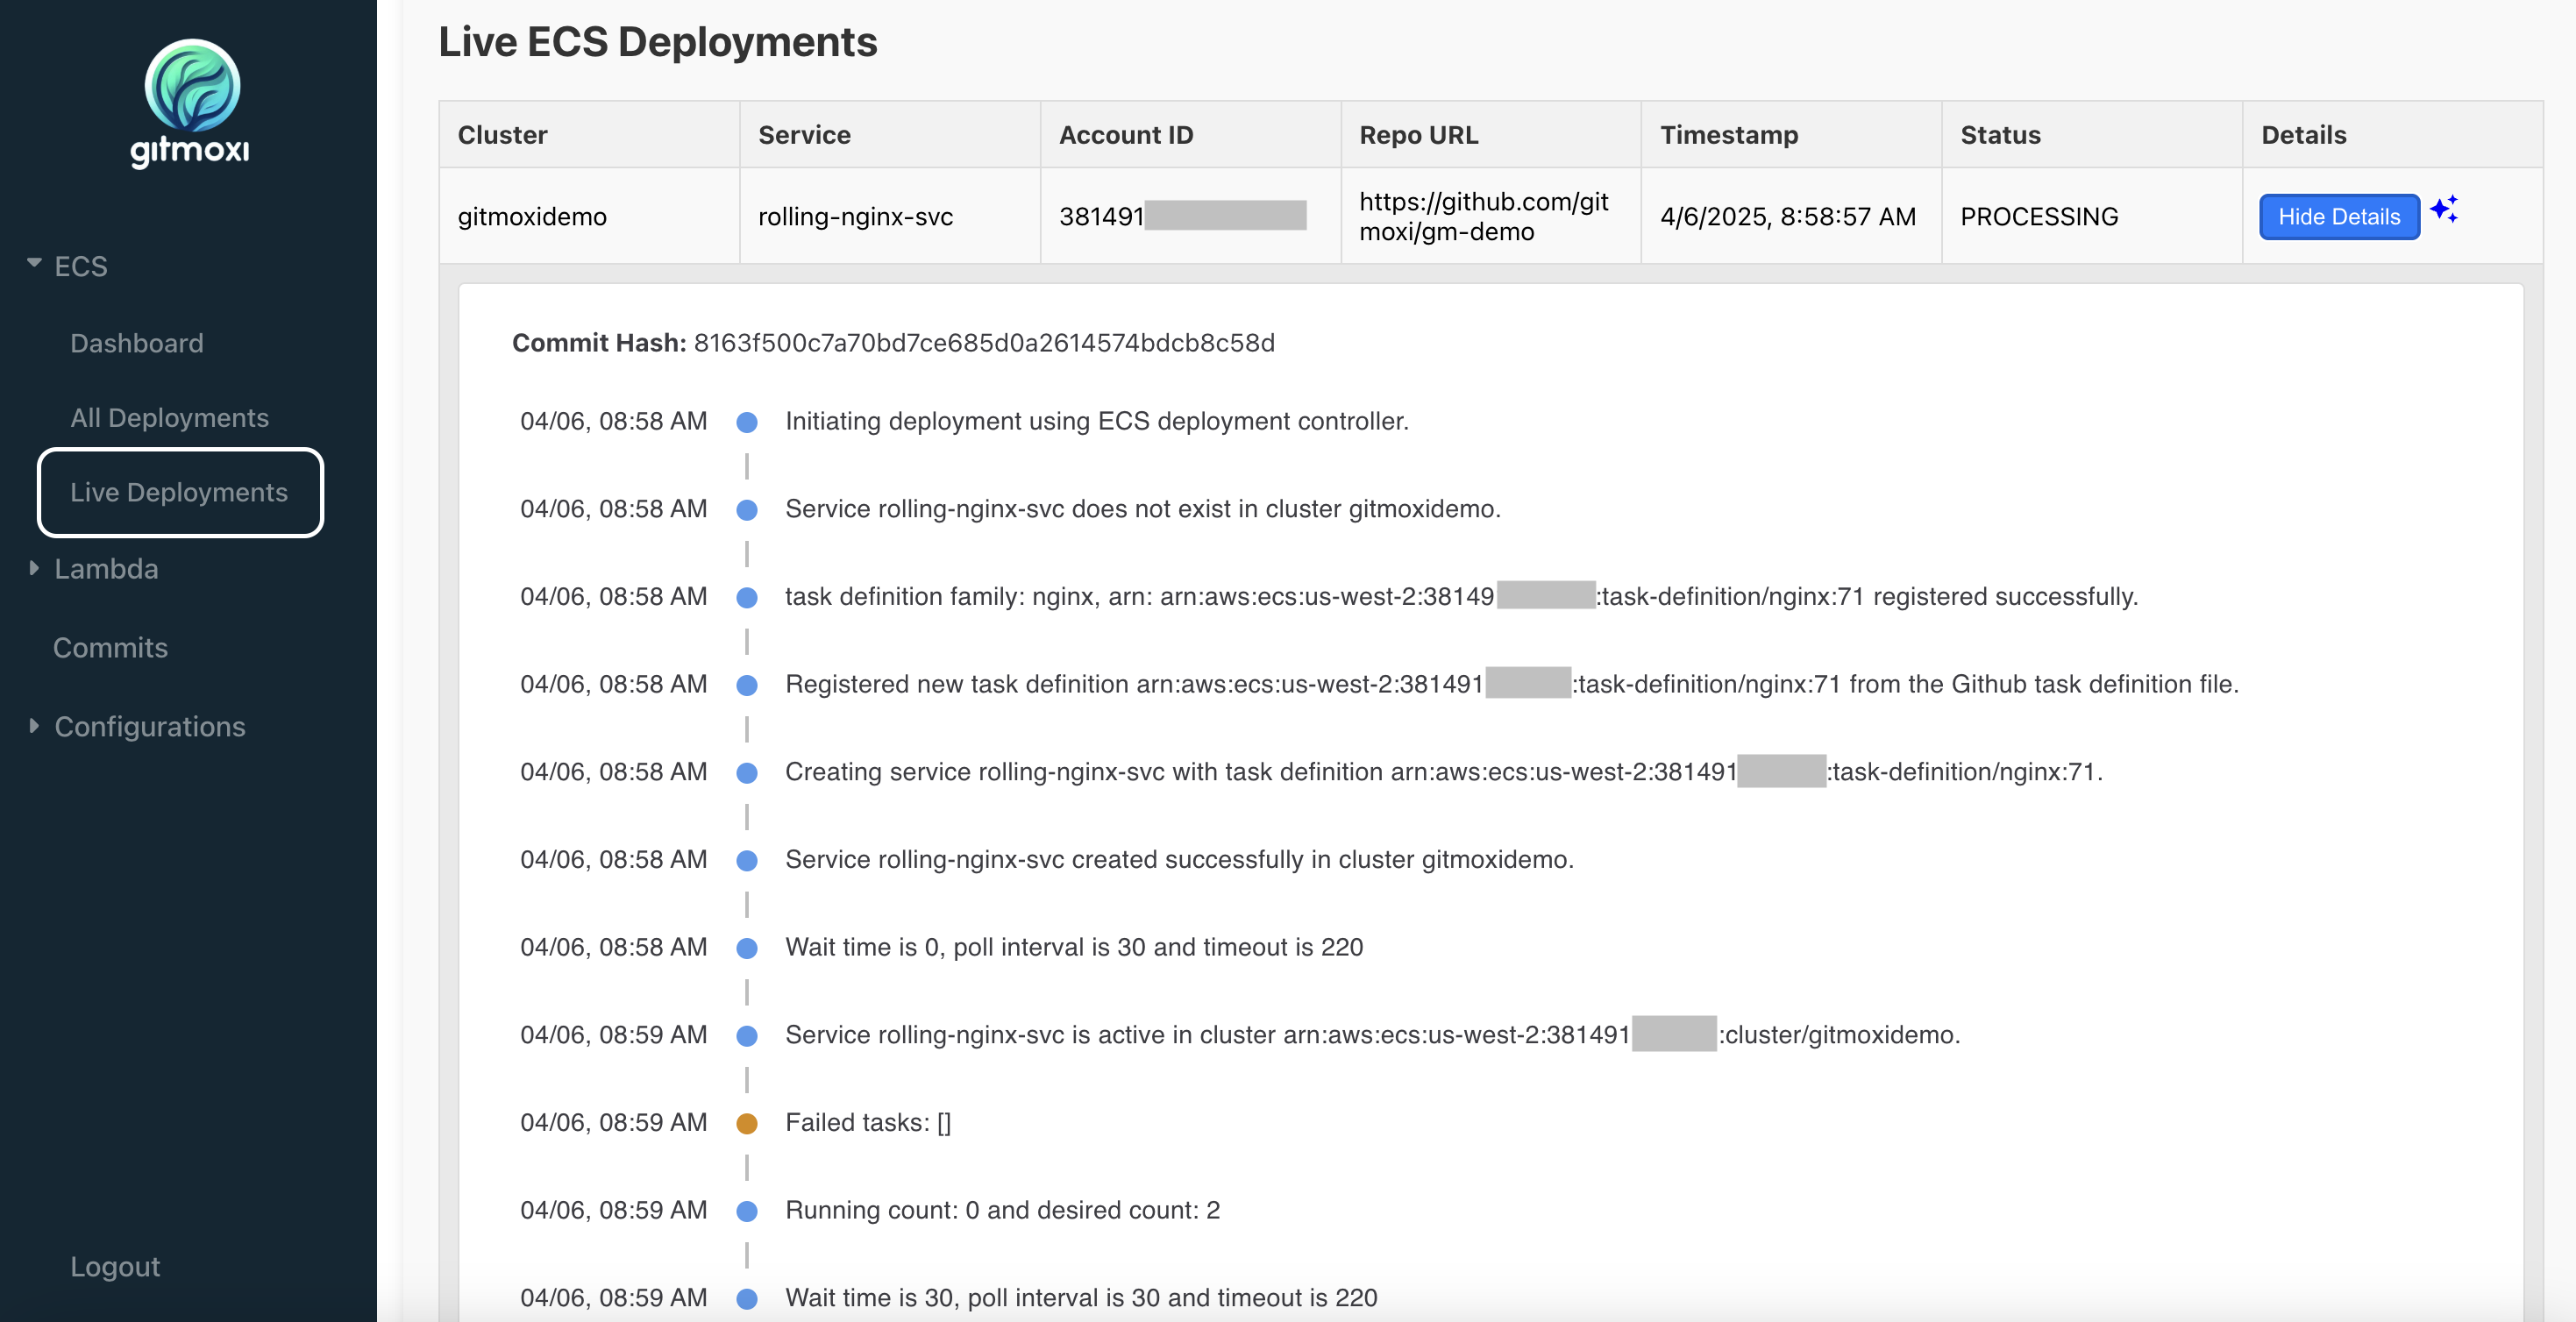 gitmoxi
ECS
Dashboard
All Deployments
Live Deployments
Lambda
Commits
Configurations
Logout
Live ECS Deployments
Cluster Service Account ID Repo URL Timestamp Status Details
gitmoxidemo rolling-nginx-svc 381491 https://github.com/git
moxi/gm-demo 4/6/2025, 8:58:57 AM PROCESSING Hide Details
Commit Hash: 8163f500c7a70bd7ce685d0a2614574bdcb8c58d
04/06, 08:58 AM Initiating deployment using ECS deployment controller.
04/06, 08:58 AM Service rolling-nginx-svc does not exist in cluster gitmoxidemo.
04/06, 08:58 AM task definition family: nginx, arn: arn:aws:ecs:us-west-2:38149 :task-definition/nginx:71 registered successfully.
04/06, 08:58 AM Registered new task definition arn:aws:ecs:us-west-2:381491 :task-definition/nginx:71 from the Github task definition file.
04/06, 08:58 AM Creating service rolling-nginx-svc with task definition arn:aws:ecs:us-west-2:381491 :task-definition/nginx:71.
04/06, 08:58 AM Service rolling-nginx-svc created successfully in cluster gitmoxidemo.
04/06, 08:58 AM Wait time is 0, poll interval is 30 and timeout is 220
04/06, 08:59 AM Service rolling-nginx-svc is active in cluster arn:aws:ecs:us-west-2:381491 :cluster/gitmoxidemo.
04/06, 08:59 AM Failed tasks: []
04/06, 08:59 AM Running count: 0 and desired count: 2
04/06, 08:59 AM Wait time is 30, poll interval is 30 and timeout is 220